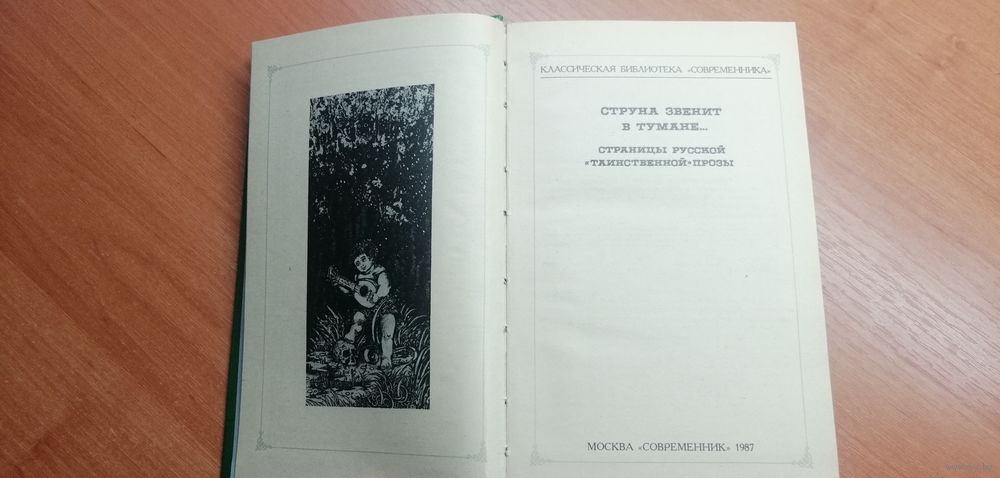 КЛАССИЧЕСКАЯ БИБЛИОТЕКА «СОВРЕМЕННИКА»
СТРУНА ЗВЕНИТ
В ТУМАНЕ...
СТРАНИЦЫ РУССКОЙ
«ТАИНСТВЕННОЙ» ПРОЗЫ
МОСКВА «СОВРЕМЕННИК» 1987